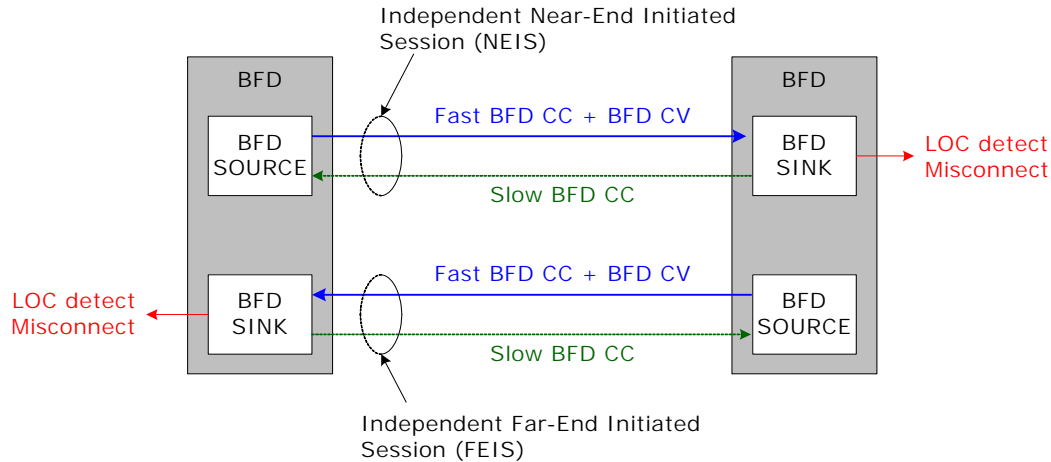 Independent Near-End Initiated
Session (NEIS)
BFD
BFD
Fast BFD CC + BFD CV
BFD
SOURCE
BFD
SINK
LOC detect
Misconnect
Slow BFD CC
Fast BFD CC + BFD CV
LOC detect
Misconnect
BFD
SINK
BFD
SOURCE
Slow BFD CC
Independent Far-End Initiated
Session (FEIS)